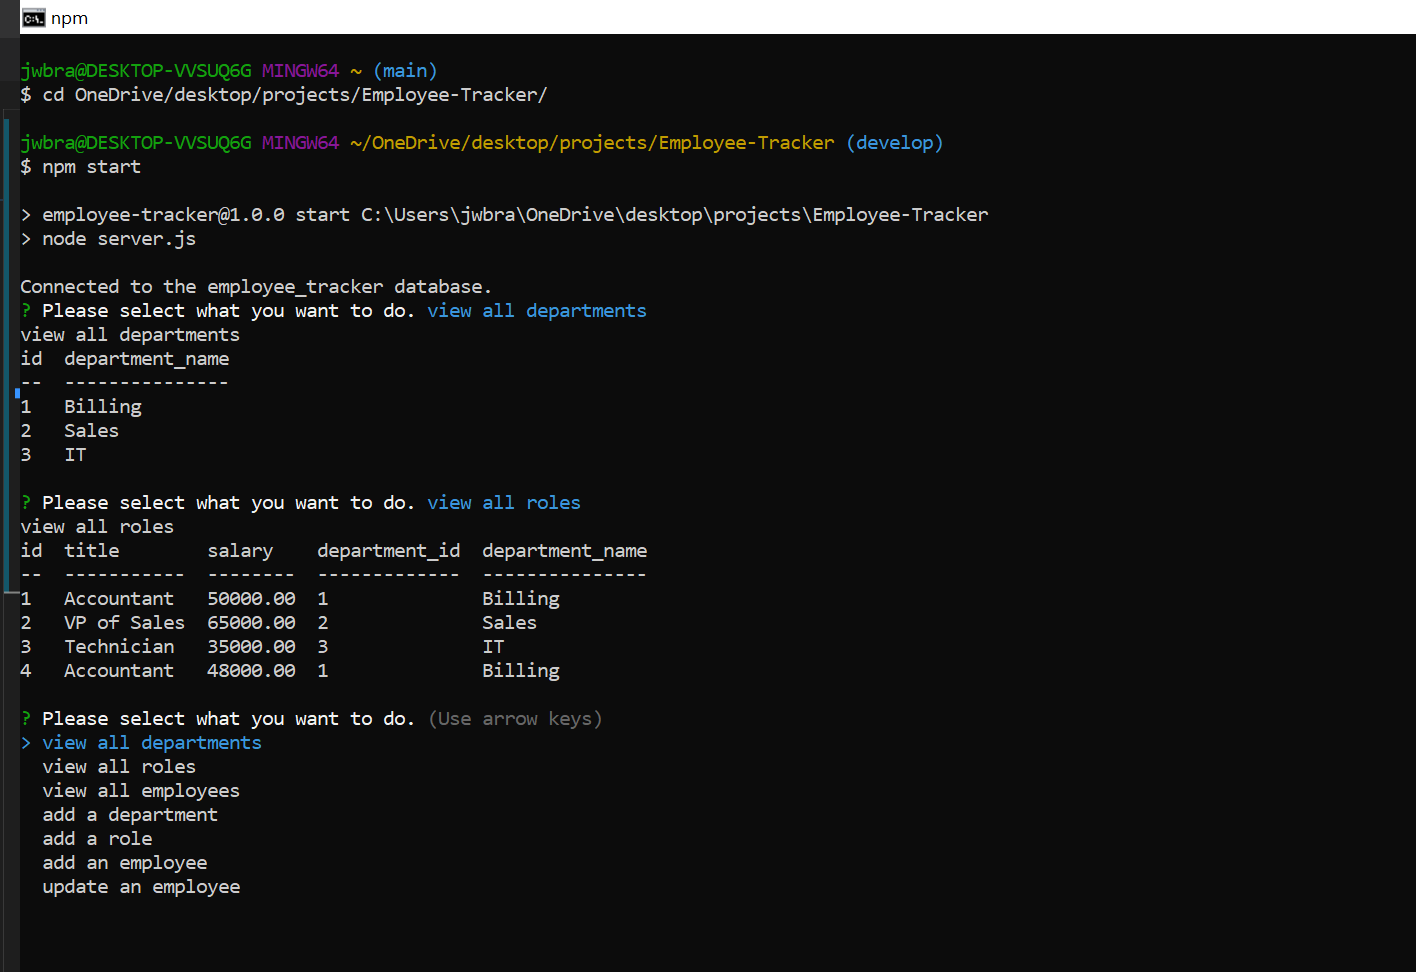 npm
jwbra@DESKTOP-VVSUQ6G MINGW64 ~ (main)
$ cd OneDrive/desktop/projects/Employee-Tracker/
jwbra@DESKTOP-VVSUQ6G MINGW64 ~/OneDrive/desktop/projects/Employee-Tracker (develop)
$ npm start
> employee-tracker@1.0.0 start C:\Users\jwbra\OneDrive\desktop\projects\Employee-Tracker
> node server.js
Connected to the employee_tracker database.
? Please select what you want to do. view all departments
view all departments
id  department_name
--  ---------------
1   Billing
2   Sales
3   IT
? Please select what you want to do. view all roles
view all roles
id  title        salary    department_id  department_name
--  -----------  --------  -------------  ---------------
1   Accountant   50000.00  1              Billing
2   VP of Sales  65000.00  2              Sales
3   Technician   35000.00  3              IT
4   Accountant   48000.00  1              Billing
? Please select what you want to do. (Use arrow keys)
> view all departments
  view all roles
  view all employees
  add a department
  add a role
  add an employee
  update an employee